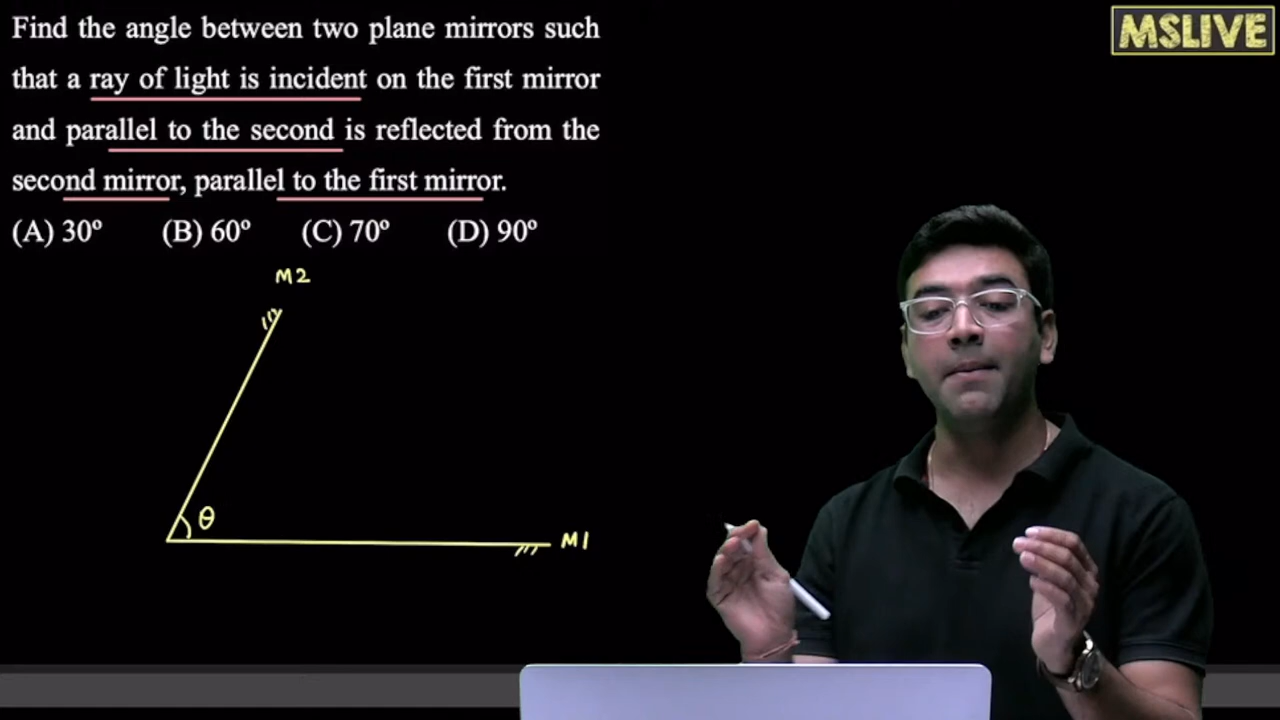 Find the angle between two plane mirrors such
that a ray of light is incident on the first mirror
and parallel to the second is reflected from the
second mirror, parallel to the first mirror.
(A) 30º (B) 60º (C) 70º (D) 90º
MSLIVE
M2
θ
M1